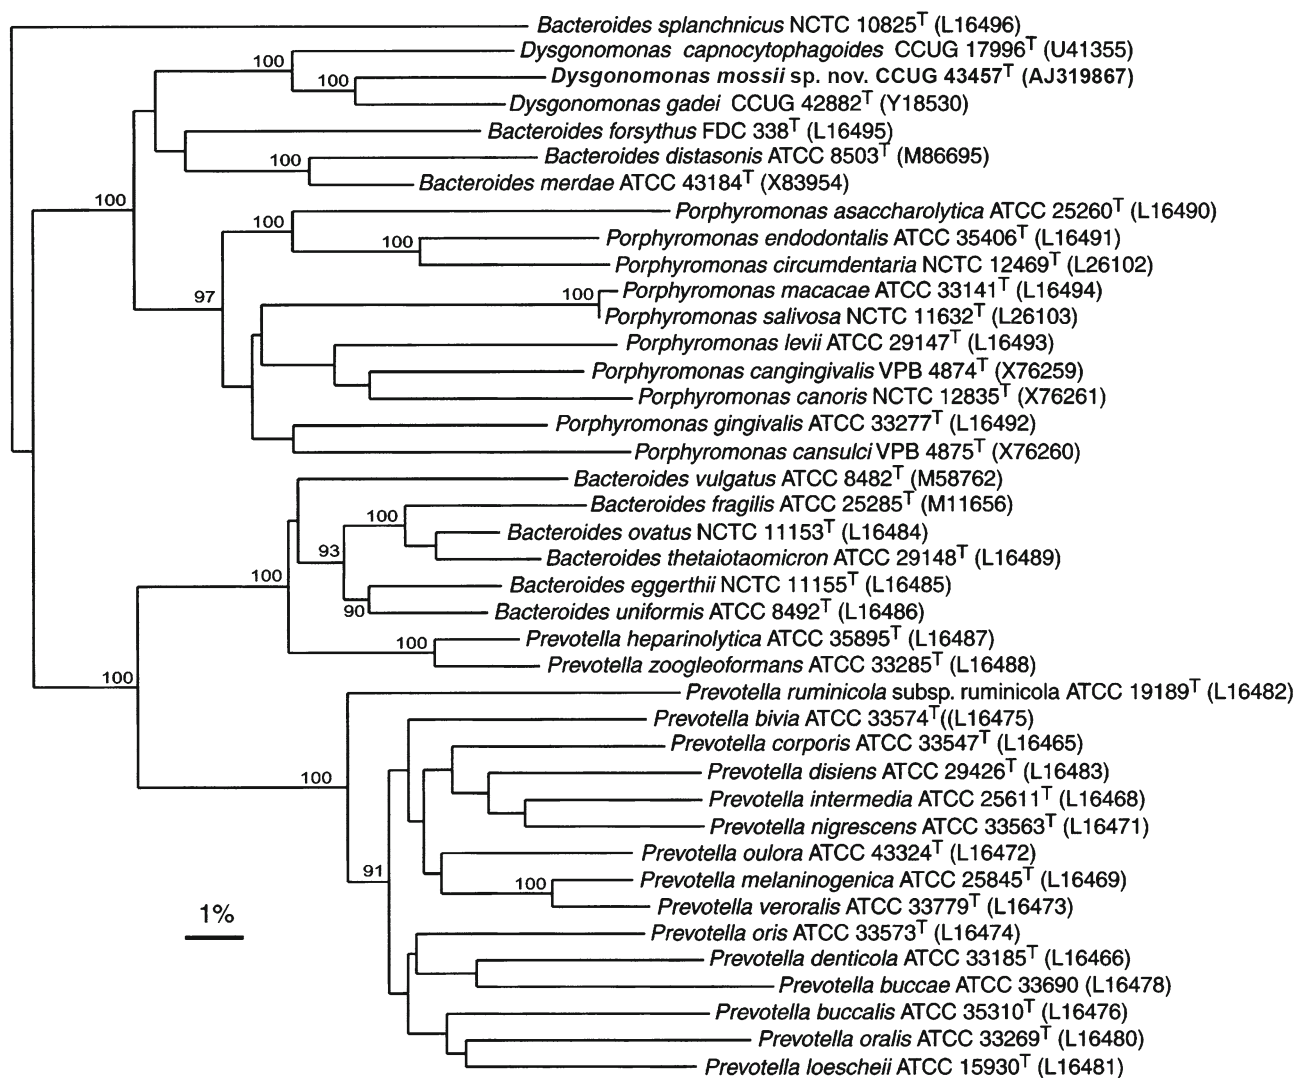 Bacteroides splanchnicus NCTC 10825T (L16496)
Dysgonomonas capnocytophagoides CCUG 17996T (U41355)
100
Dysgonomonas mossii sp. nov. CCUG 43457T (AJ319867)
100
Dysgonomonas gadei CCUG 42882T (Y18530)
Bacteroides forsythus FDC 338T (L16495)
Bacteroides distasonis ATCC 8503T (M86695)
100
Bacteroides merdae ATCC 43184T (X83954)
100
Porphyromonas asaccharolytica ATCC 25260T (L16490)
100
Porphyromonas endodontalis ATCC 35406T (L16491)
100
Porphyromonas circumdentaria NCTC 12469T (L26102)
Porphyromonas macacae ATCC 33141T (L16494)
97
100
Porphyromonas salivosa NCTC 11632T (L26103)
Porphyromonas levii ATCC 29147T (L16493)
Porphyromonas cangingivalis VPB 4874T (X76259)
Porphyromonas canoris NCTC 12835T (X76261)
Porphyromonas gingivalis ATCC 33277T (L16492)
Porphyromonas cansulci VPB 4875T (X76260)
Bacteroides vulgatus ATCC 8482T (M58762)
Bacteroides fragilis ATCC 25285T (M11656)
100
Bacteroides ovatus NCTC 11153T (L16484)
93
Bacteroides thetaiotaomicron ATCC 29148T (L16489)
100
Bacteroides eggerthii NCTC 11155T (L16485)
90
Bacteroides uniformis ATCC 8492T (L16486)
Prevotella heparinolytica ATCC 35895T (L16487)
100
Prevotella zoogleoformans ATCC 33285T (L16488)
100
Prevotella ruminicola subsp. ruminicola ATCC 19189T (L16482)
Prevotella bivia ATCC 33574T((L16475)
Prevotella corporis ATCC 33547T (L16465)
Prevotella disiens ATCC 29426T (L16483)
100
Prevotella intermedia ATCC 25611T (L16468)
Prevotella nigrescens ATCC 33563T (L16471)
Prevotella oulora ATCC 43324T (L16472)
91
Prevotella melaninogenica ATCC 25845T (L16469)
100
Prevotella veroralis ATCC 33779T (L16473)
1%
Prevotella oris ATCC 33573T (L16474)
Prevotella denticola ATCC 33185T (L16466)
Prevotella buccae ATCC 33690 (L16478)
Prevotella buccalis ATCC 35310T (L16476)
Prevotella oralis ATCC 33269T (L16480)
Prevotella loescheii ATCC 15930T (L16481)